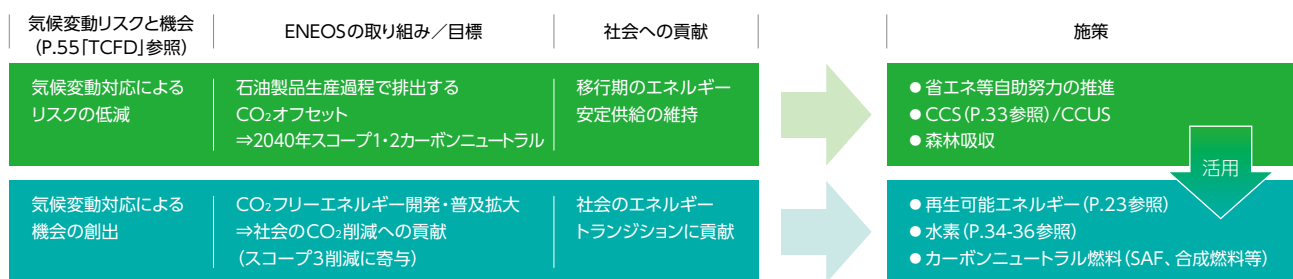 気候変動リスクと機会
(P.55「TCFD」参照)
ENEOSの取り組み／目標
社会への貢献
施策
気候変動対応による
リスクの低減
石油製品生産過程で排出する
CO₂オフセット
⇒2040年スコープ1・2カーボンニュートラル
移行期のエネルギー
安定供給の維持
●省エネ等自助努力の推進
●CCS(P.33参照)/CCUS
●森林吸収
活用
気候変動対応による
機会の創出
CO₂フリーエネルギー開発・普及拡大
⇒社会のCO₂削減への貢献
(スコープ3削減に寄与)
社会のエネルギー
トランジションに貢献
●再生可能エネルギー(P.23参照)
●水素(P.34-36参照)
●カーボンニュートラル燃料(SAF、合成燃料等)